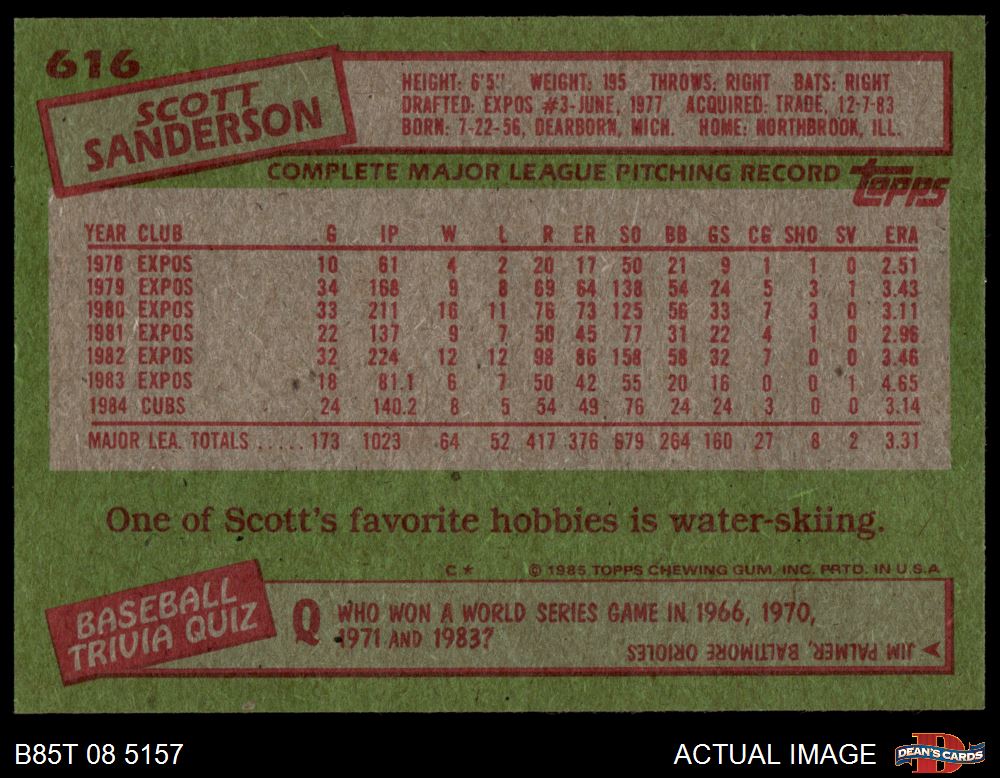 616
SCOTT
SANDERSON
HEIGHT: 6'5" WEIGHT: 195 THROWS: RIGHT BATS: RIGHT
DRAFTED: EXPOS #3-JUNE, 1977 ACQUIRED: TRADE, 12-7-83
BORN: 7-22-56, DEARBORN, MICH. HOME: NORTHBROOK, ILL.
COMPLETE MAJOR LEAGUE PITCHING RECORD
topps
YEAR CLUB G IP W L R ER SO BB GS CG SHO SV ERA
1978 EXPOS 10 61 4 2 20 17 50 21 9 1 1 0 2.51
1979 EXPOS 34 168 9 8 69 64 138 54 24 5 3 1 3.43
1980 EXPOS 33 211 16 11 76 73 125 56 33 7 3 0 3.11
1981 EXPOS 22 137 9 7 50 45 77 31 22 4 1 0 2.96
1982 EXPOS 32 224 12 12 98 86 158 58 32 7 0 0 3.46
1983 EXPOS 18 81.1 6 7 50 42 55 20 16 0 0 1 4.65
1984 CUBS 24 140.2 8 5 54 49 76 24 24 3 0 0 3.14
MAJOR LEA. TOTALS ..... 173 1023 64 52 417 376 679 264 160 27 8 2 3.31
One of Scott's favorite hobbies is water-skiing.
C* © 1985 TOPPS CHEWING GUM, INC. PRTD. IN U.S.A
BASEBALL
TRIVIA QUIZ
Q WHO WON A WORLD SERIES GAME IN 1966, 1970,
1971 AND 1983?
JIM PALMER, BALTIMORE ORIOLES
B85T 08 5157
ACTUAL IMAGE
DEAN'S CARDS